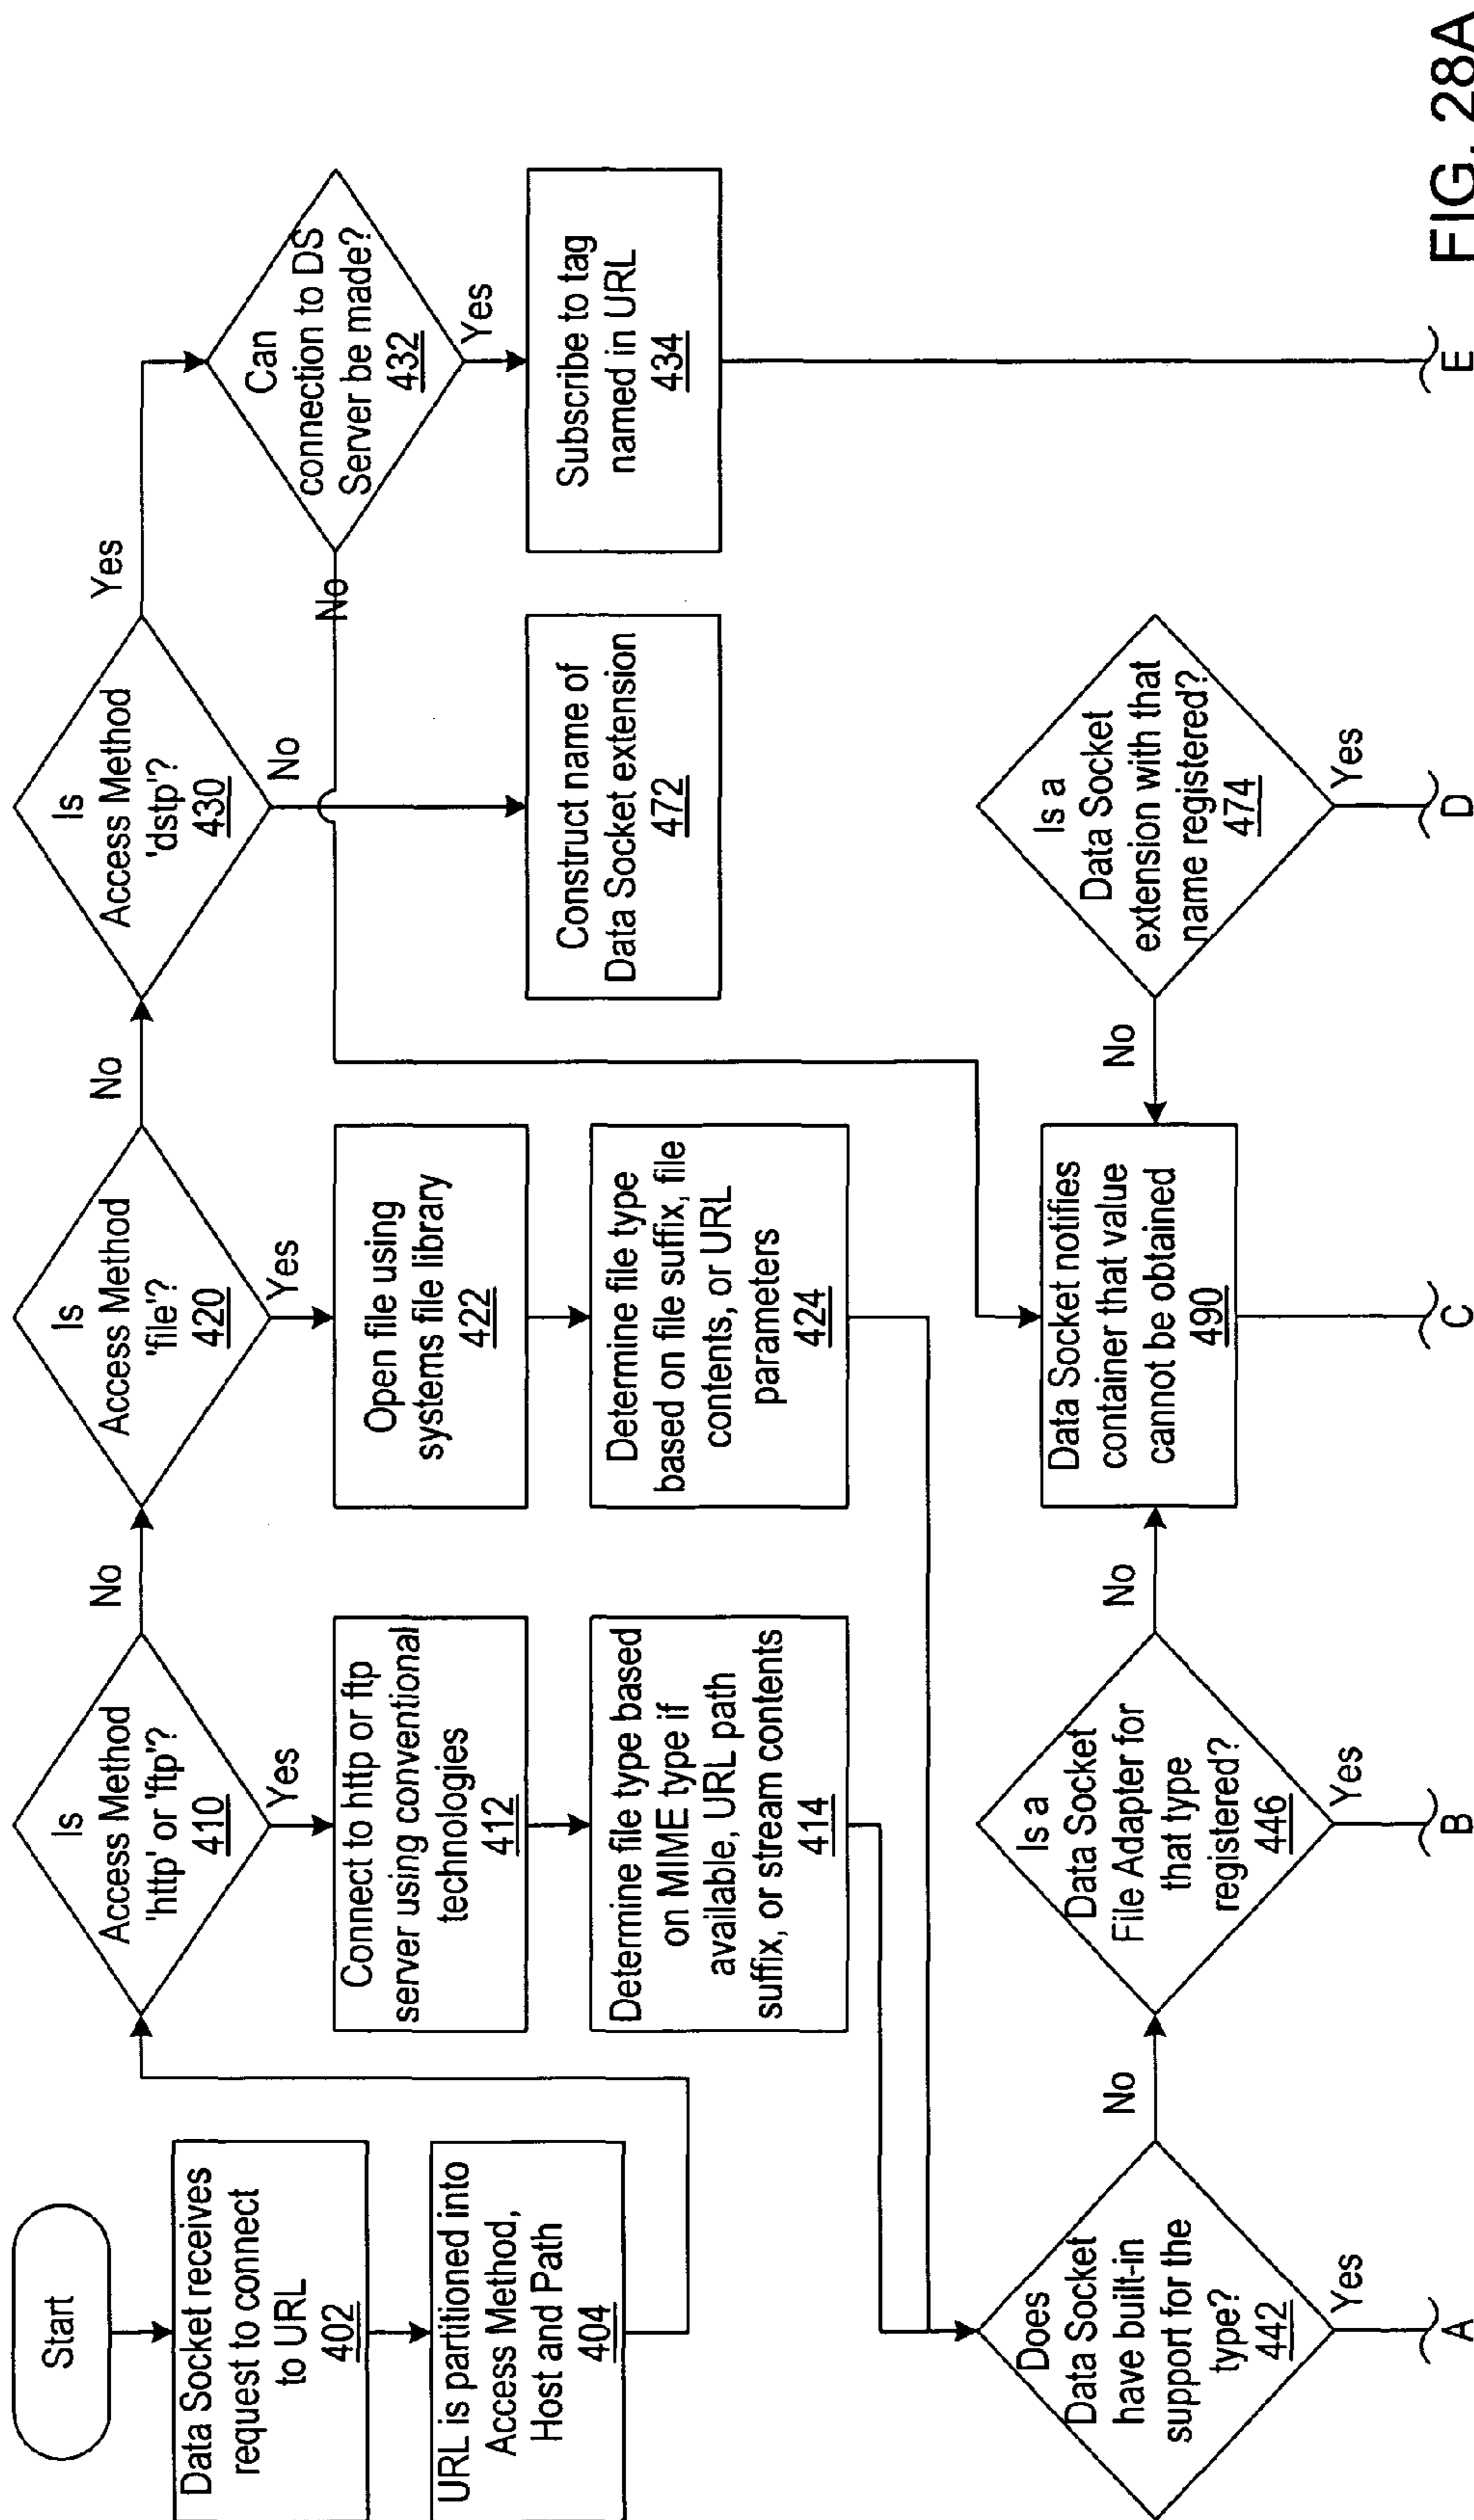 Start
Data Socket receives
request to connect
to URL
402
URL is partitioned into
Access Method,
Host and Path
404
Is
Access Method
'http' or 'ftp'?
410
No
Yes
Connect to http or ftp
server using conventional
technologies
412
Determine file type based
on MIME type if
available, URL path
suffix, or stream contents
414
Is
Access Method
'file'?
420
No
Yes
Open file using
systems file library
422
Determine file type
based on file suffix, file
contents, or URL
parameters
424
Is
Access Method
'dstp'?
430
Yes
No
Can
connection to DS
Server be made?
432
No
Yes
Construct name of
Data Socket extension
472
Subscribe to tag
named in URL
434
Does
Data Socket
have built-in
support for the
type?
442
No
Yes
Is a
Data Socket
File Adapter for
that type
registered?
446
No
Yes
Data Socket notifies
container that value
cannot be obtained
490
No
Is a
Data Socket
extension with that
name registered?
474
Yes
A
B
C
D
E
FIG. 28A